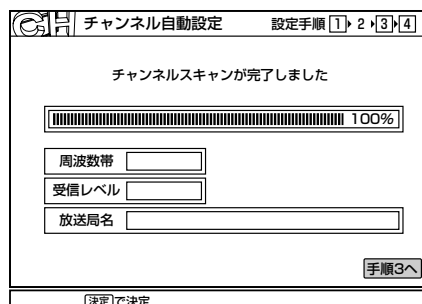 CH チャンネル自動設定 設定手順 1 2 3 4
チャンネルスキャンが完了しました
100%
周波数帯
受信レベル
放送局名
手順3へ
決定で決定